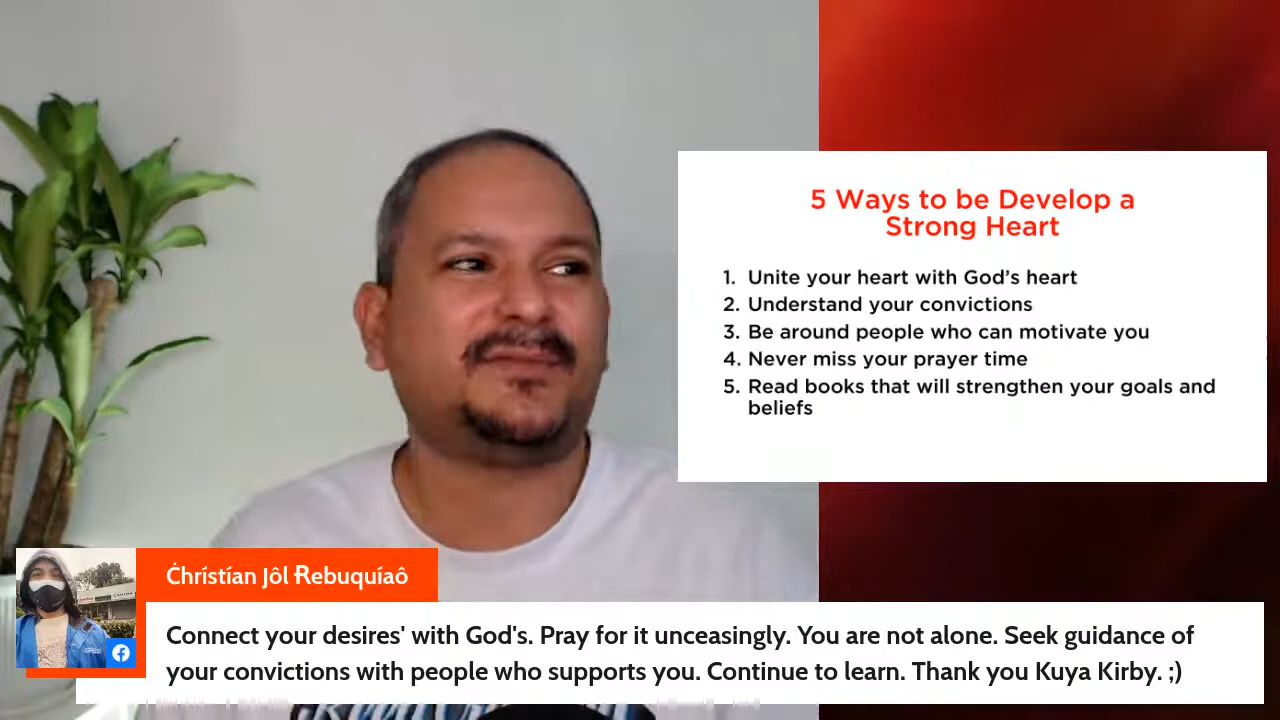 5 Ways to be Develop a
Strong Heart
1. Unite your heart with God's heart
2. Understand your convictions
3. Be around people who can motivate you
4. Never miss your prayer time
5. Read books that will strengthen your goals and
beliefs
Ċhrístían Jôl Ɍebuquíaô
Connect your desires' with God's. Pray for it unceasingly. You are not alone. Seek guidance of
your convictions with people who supports you. Continue to learn. Thank you Kuya Kirby. ;)